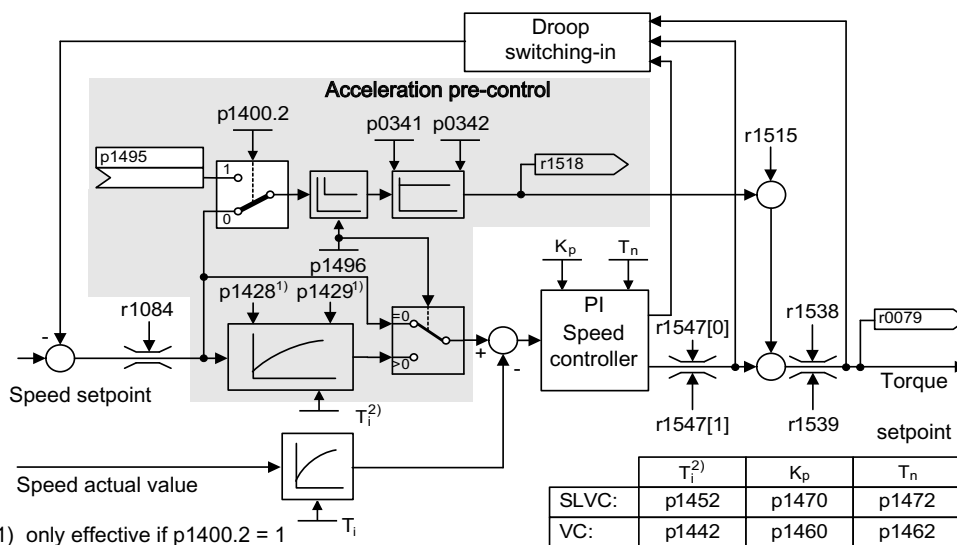 Droop
switching-in
Acceleration pre-control
p1400.2
p0341
p0342
r1515
p1495
r1518
1
0
p1496
Kp
Tn
r1084
p1428¹⁾
p1429¹⁾
=0
>0
PI
Speed
controller
r1547[0]
r1538
r0079
-
+
-
Speed setpoint
Ti²⁾
r1547[1]
r1539
Torque
setpoint
Speed actual value
Ti
Ti²⁾ Kp Tn
SLVC: p1452 p1470 p1472
VC: p1442 p1460 p1462
1) only effective if p1400.2 = 1